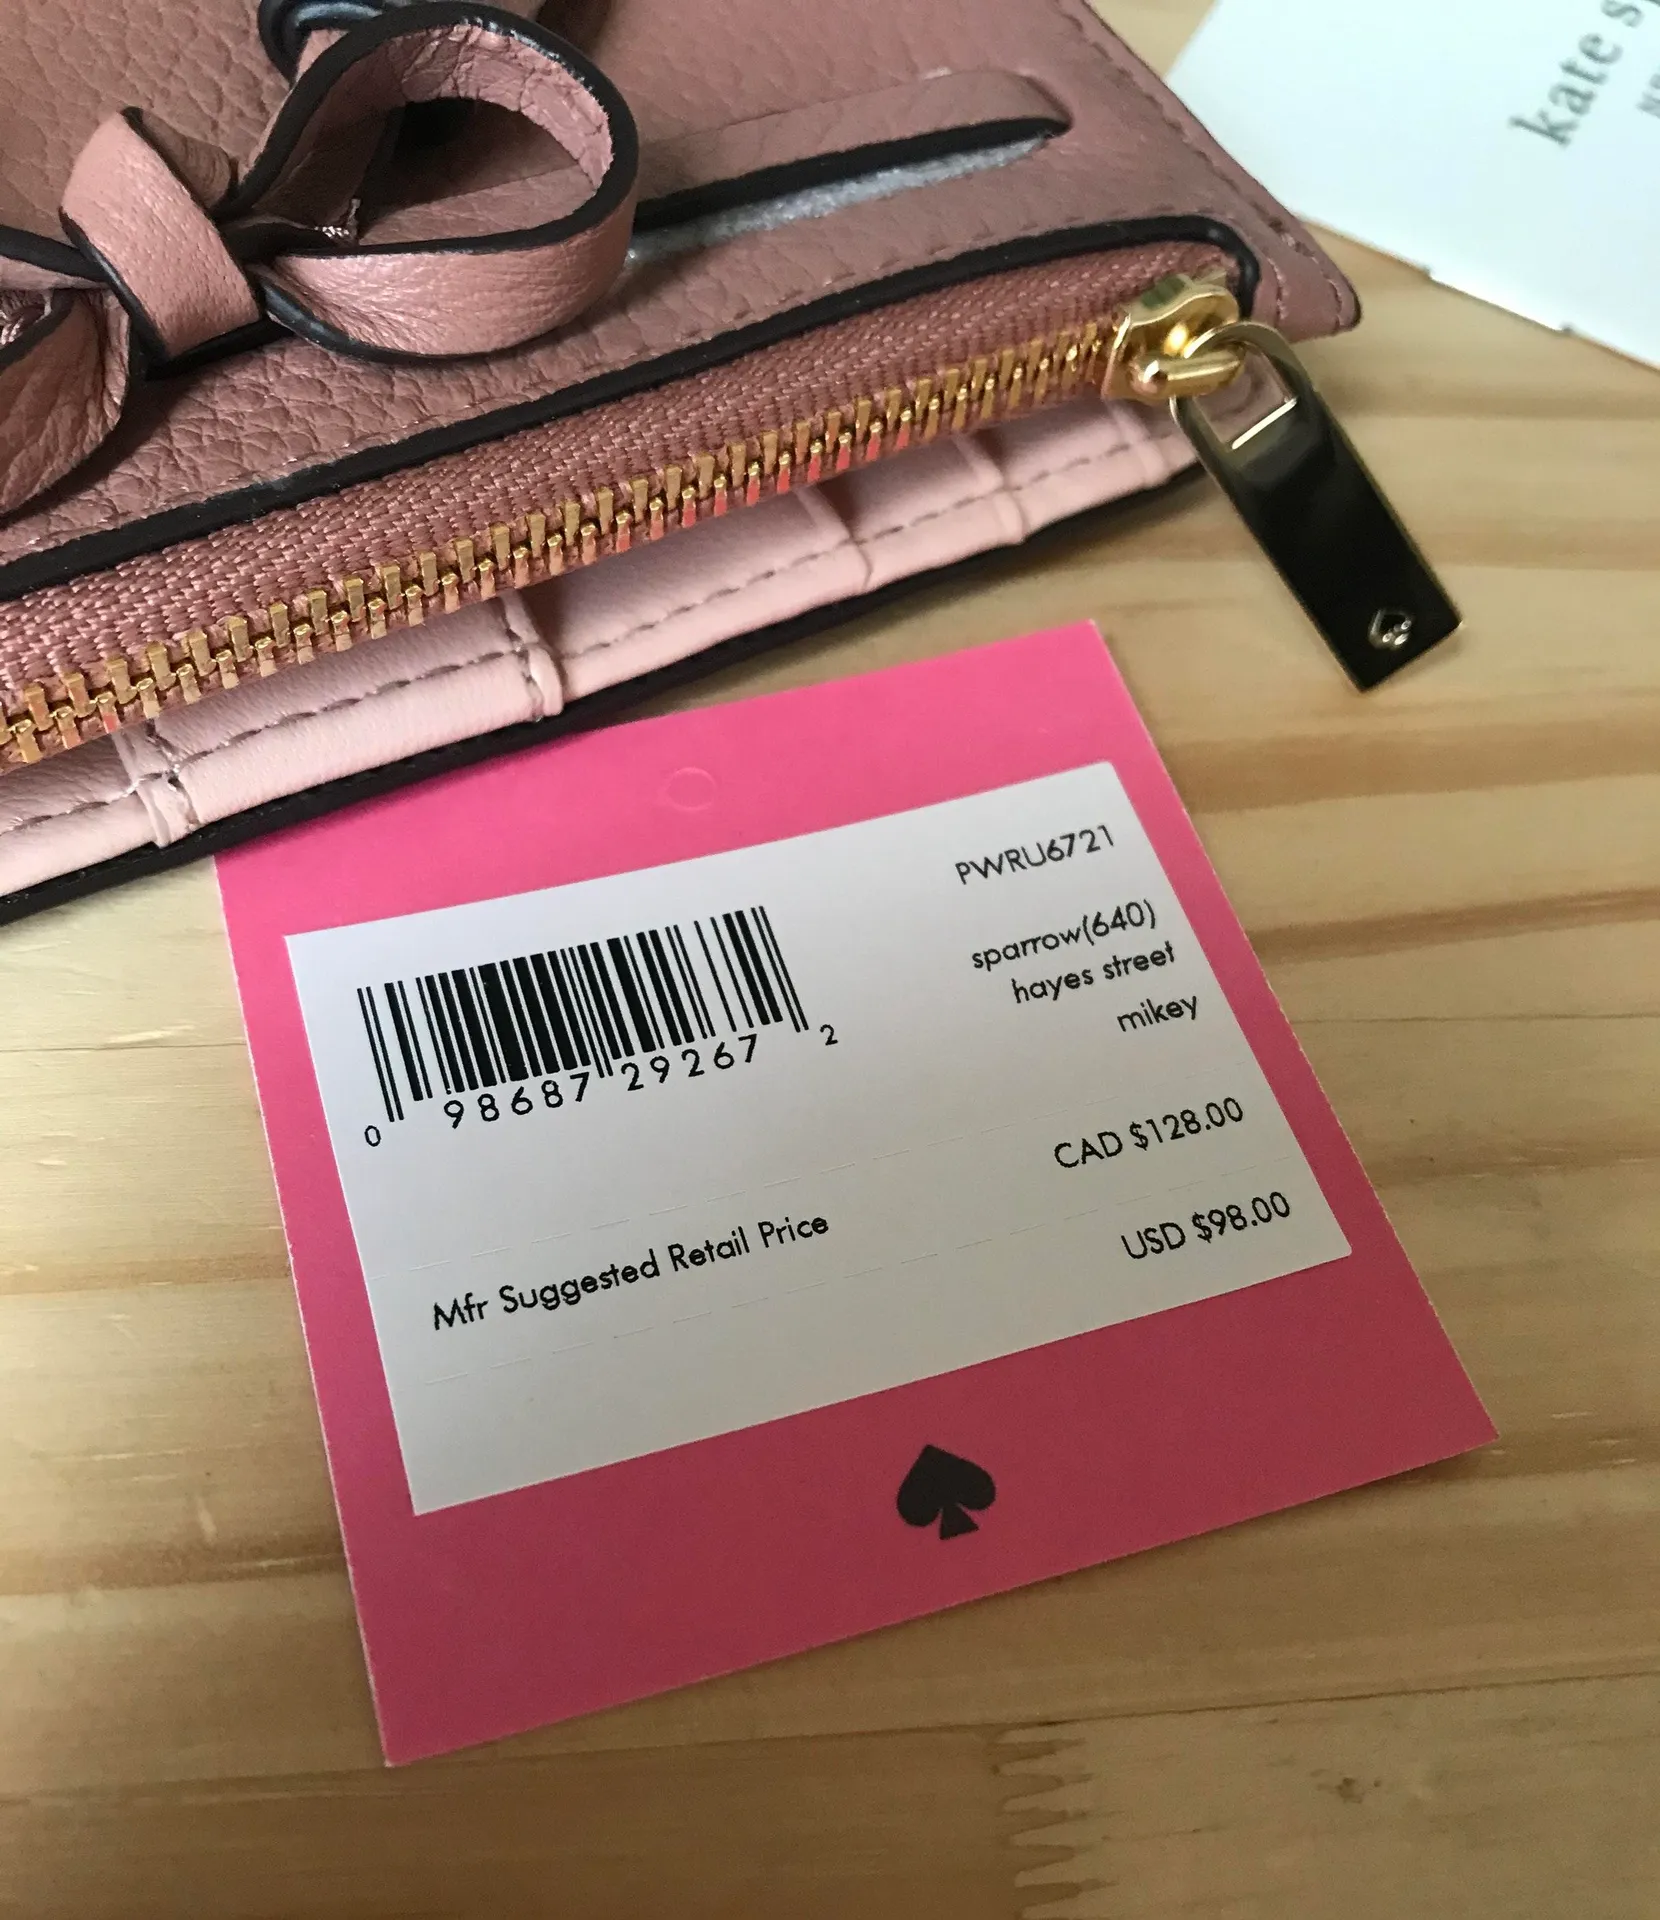 kate s
PWRU6721
sparrow(640)
hayes street
mikey
0 98687 29267 2
CAD $128.00
Mfr Suggested Retail Price
USD $98.00